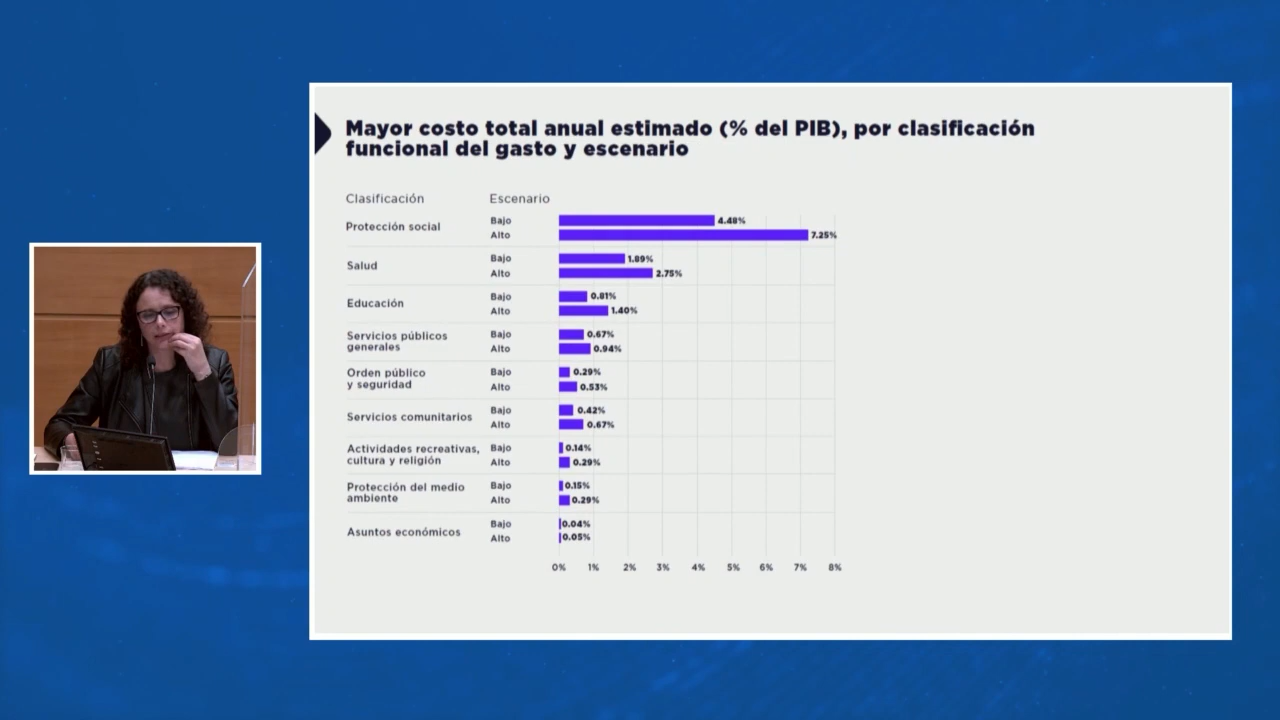 Mayor costo total anual estimado (% del PIB), por clasificación
funcional del gasto y escenario
Clasificación Escenario
Protección social
Bajo 4.48%
Alto 7.25%
Salud
Bajo 1.89%
Alto 2.75%
Educación
Bajo 0.81%
Alto 1.40%
Servicios públicos
generales
Bajo 0.67%
Alto 0.94%
Orden público
y seguridad
Bajo 0.29%
Alto 0.53%
Servicios comunitarios
Bajo 0.42%
Alto 0.67%
Actividades recreativas,
cultura y religión
Bajo 0.14%
Alto 0.29%
Protección del medio
ambiente
Bajo 0.15%
Alto 0.29%
Asuntos económicos
Bajo 0.04%
Alto 0.05%
0% 1% 2% 3% 4% 5% 6% 7% 8%